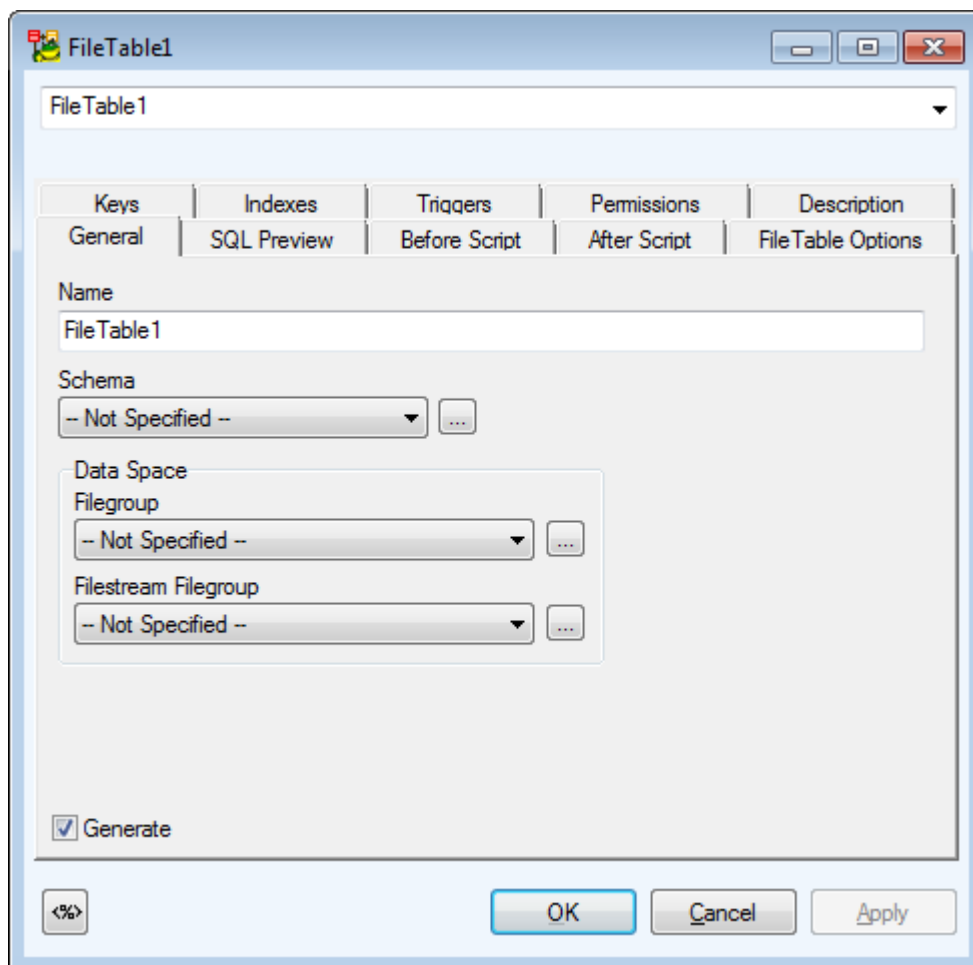 FileTable1
FileTable1
Keys Indexes Triggers Permissions Description
General SQL Preview Before Script After Script FileTable Options
Name
FileTable1
Schema
-- Not Specified -- ...
Data Space
Filegroup
-- Not Specified -- ...
Filestream Filegroup
-- Not Specified -- ...
Generate
<%> OK Cancel Apply